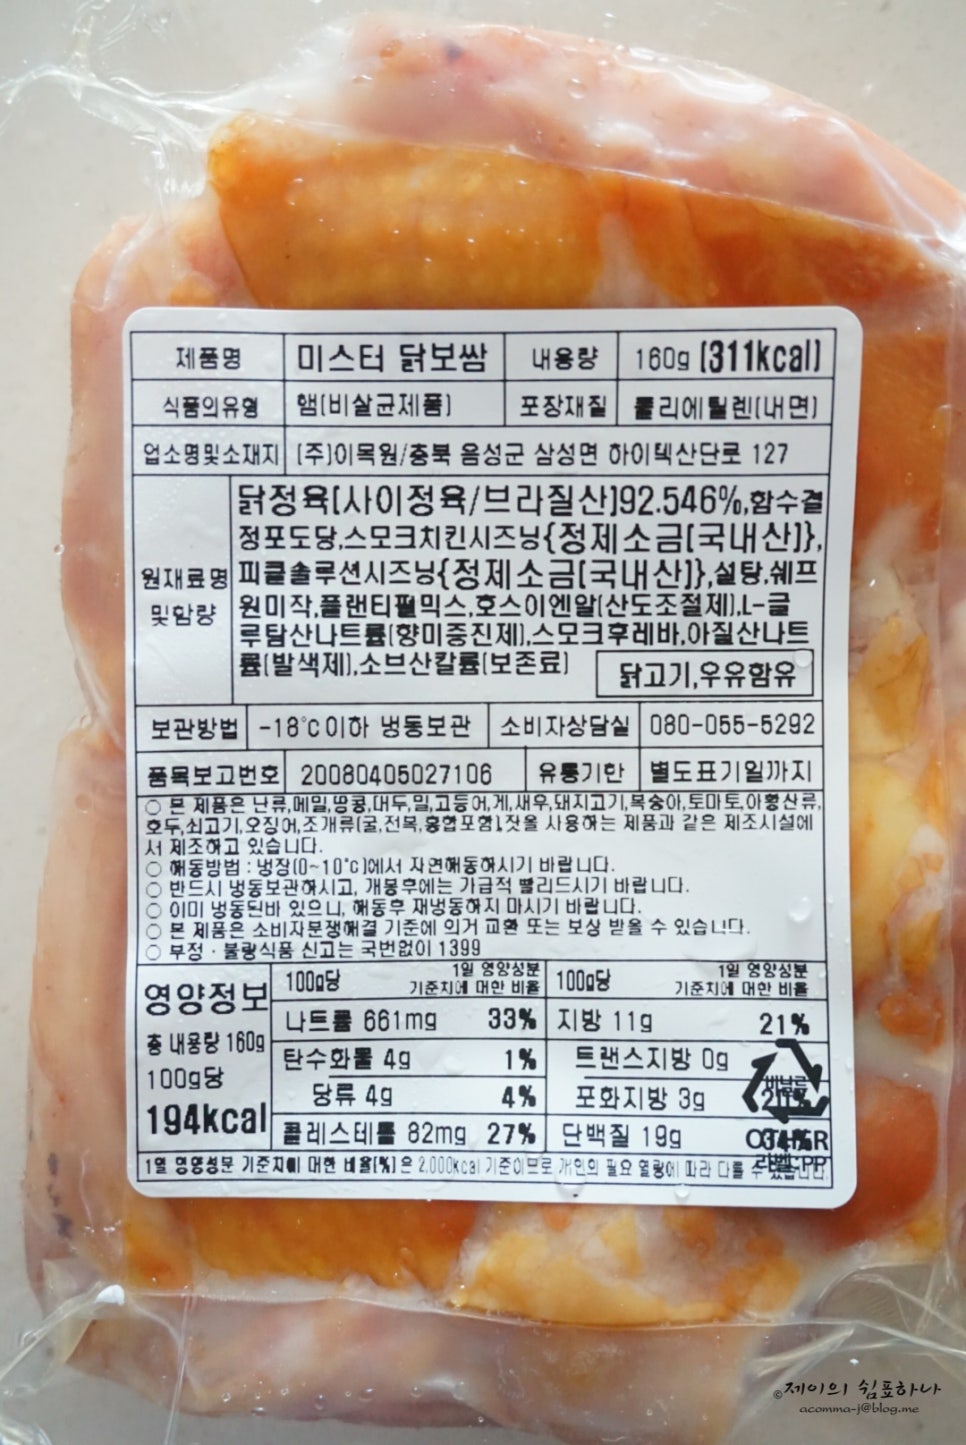 제품명 미스터 닭보쌈 내용량 160g (311kcal)
식품의유형 햄(비살균제품) 포장재질 폴리에틸렌(내면)
업소명및소재지 (주)이목원/충북 음성군 삼성면 하이텍산단로 127
원재료명및함량
닭정육[사이정육/브라질산]92.546%,함수결
정포도당,스모크치킨시즈닝{정제소금[국내산]},
피클솔루션시즈닝{정제소금[국내산]},설탕,쉐프
원미작,플랜티펄믹스,호스이엔알(산도조절제),L-글
루탐산나트륨(향미증진제),스모크후레바,아질산나트
륨(발색제),소브산칼륨(보존료)
닭고기,우유함유
보관방법 -18℃이하 냉동보관 소비자상담실 080-055-5292
품목보고번호 20080405027106 유통기한 별도표기일까지
○ 본 제품은 난류,메밀,땅콩,대두,밀,고등어,게,새우,돼지고기,복숭아,토마토,아황산류,
호두,쇠고기,오징어,조개류(굴,전복,홍합포함),잣을 사용하는 제품과 같은 제조시설에
서 제조하고 있습니다.
○ 해동방법 : 냉장(0~10℃)에서 자연해동하시기 바랍니다.
○ 반드시 냉동보관하시고, 개봉후에는 가급적 빨리드시기 바랍니다.
○ 이미 냉동된바 있으니, 해동후 재냉동하지 마시기 바랍니다.
○ 본 제품은 소비자분쟁해결 기준에 의거 교환 또는 보상 받을 수 있습니다.
○ 부정 · 불량식품 신고는 국번없이 1399
영양정보
총 내용량 160g
100g당
194kcal
100g당 1일 영양성분 기준치에 대한 비율 100g당 1일 영양성분 기준치에 대한 비율
나트륨 661mg 33% 지방 11g 21%
탄수화물 4g 1% 트랜스지방 0g
당류 4g 4% 포화지방 3g 20%
콜레스테롤 82mg 27% 단백질 19g 34%
비닐류
OTHER
라벨:PP
1일 영양성분 기준치에 대한 비율(%)은 2,000kcal 기준이므로 개인의 필요 열량에 따라 다를 수 있습니다.
©제이의 쉼표하나
acomma-j@blog.me